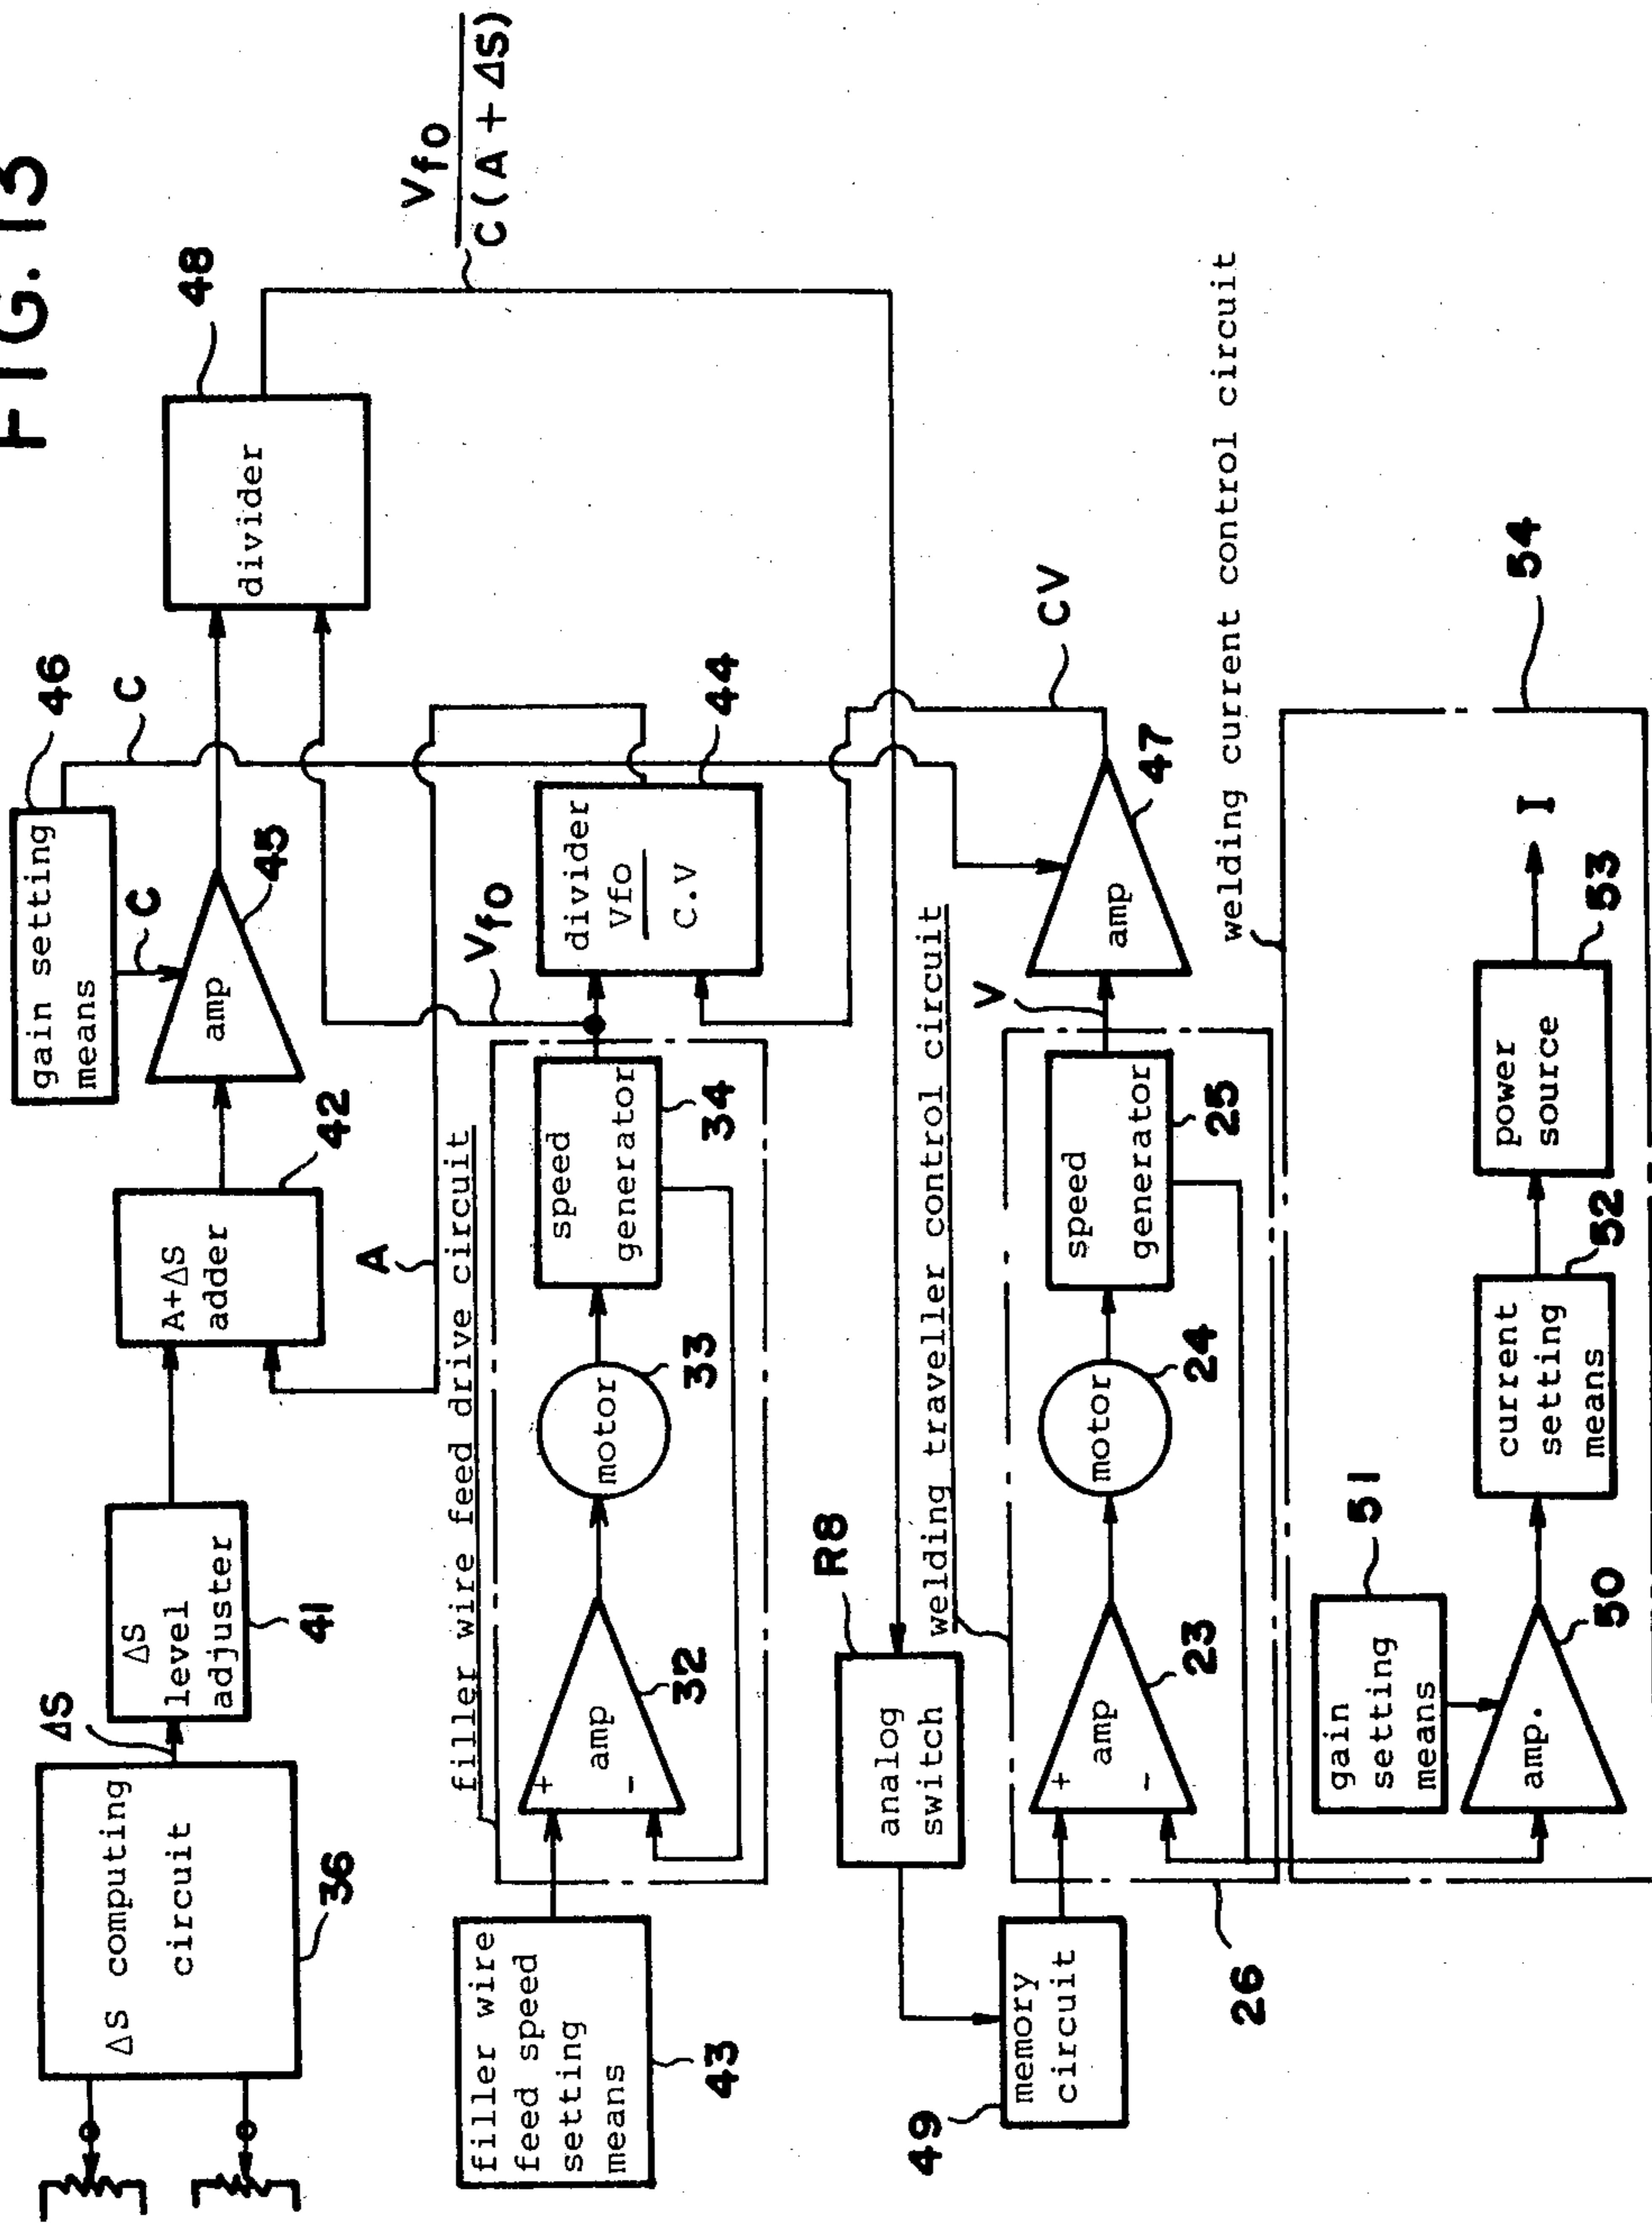 FIG. 13
ΔS computing
circuit
36
ΔS
ΔS
level
adjuster
41
A+ΔS
adder
42
gain setting
means
46
C
C
amp
45
divider
48
Vfo
C(A+ΔS)
A
filler wire feed drive circuit
filler wire
feed speed
setting
means
43
+
-
amp
32
motor
33
speed
generator
34
Vfo
divider
Vfo
C.V
44
analog
switch
R8
welding traveller control circuit
memory
circuit
49
26
+
-
amp
23
motor
24
speed
generator
25
V
amp
47
CV
welding current control circuit
gain
setting
means
51
amp.
50
current
setting
means
52
power
source
53
I
54